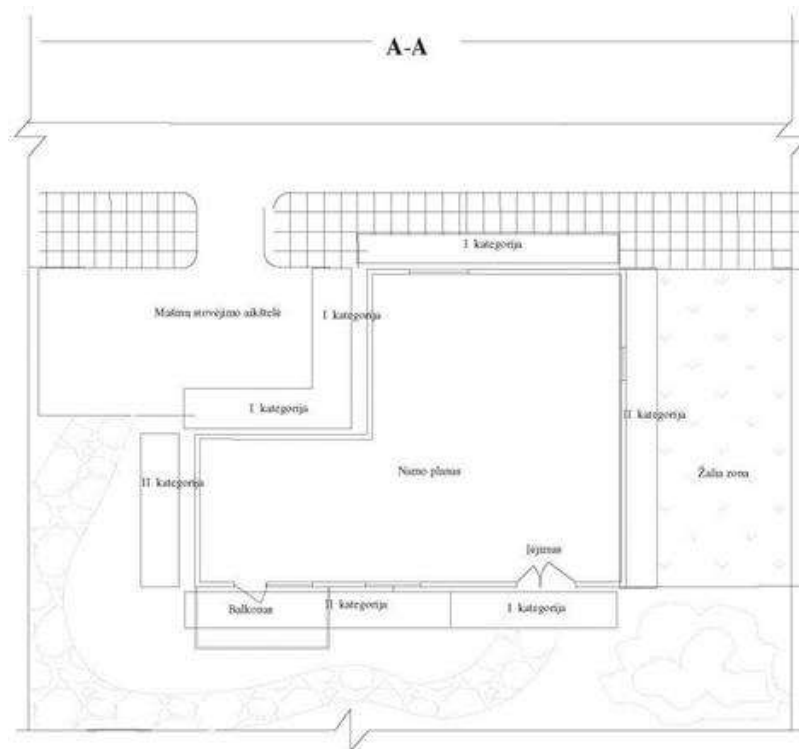 A-A
I kategorija
Mašinų stovėjimo aikštelė
I kategorija
I kategorija
II kategorija
II kategorija
Namo planas
Žalia zona
Įėjimas
Balkonas
II kategorija
I kategorija